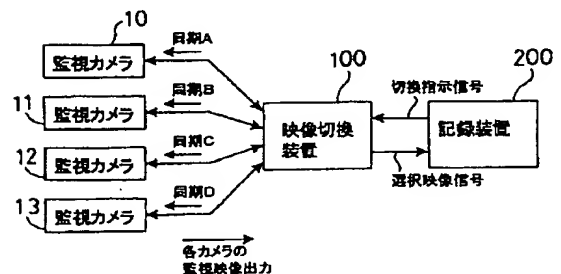 10
監視カメラ
同期A
11
監視カメラ
同期B
12
監視カメラ
同期C
13
監視カメラ
同期D
100
映像切換
装置
200
記録装置
切換指示信号
選択映像信号
各カメラの
監視映像出力